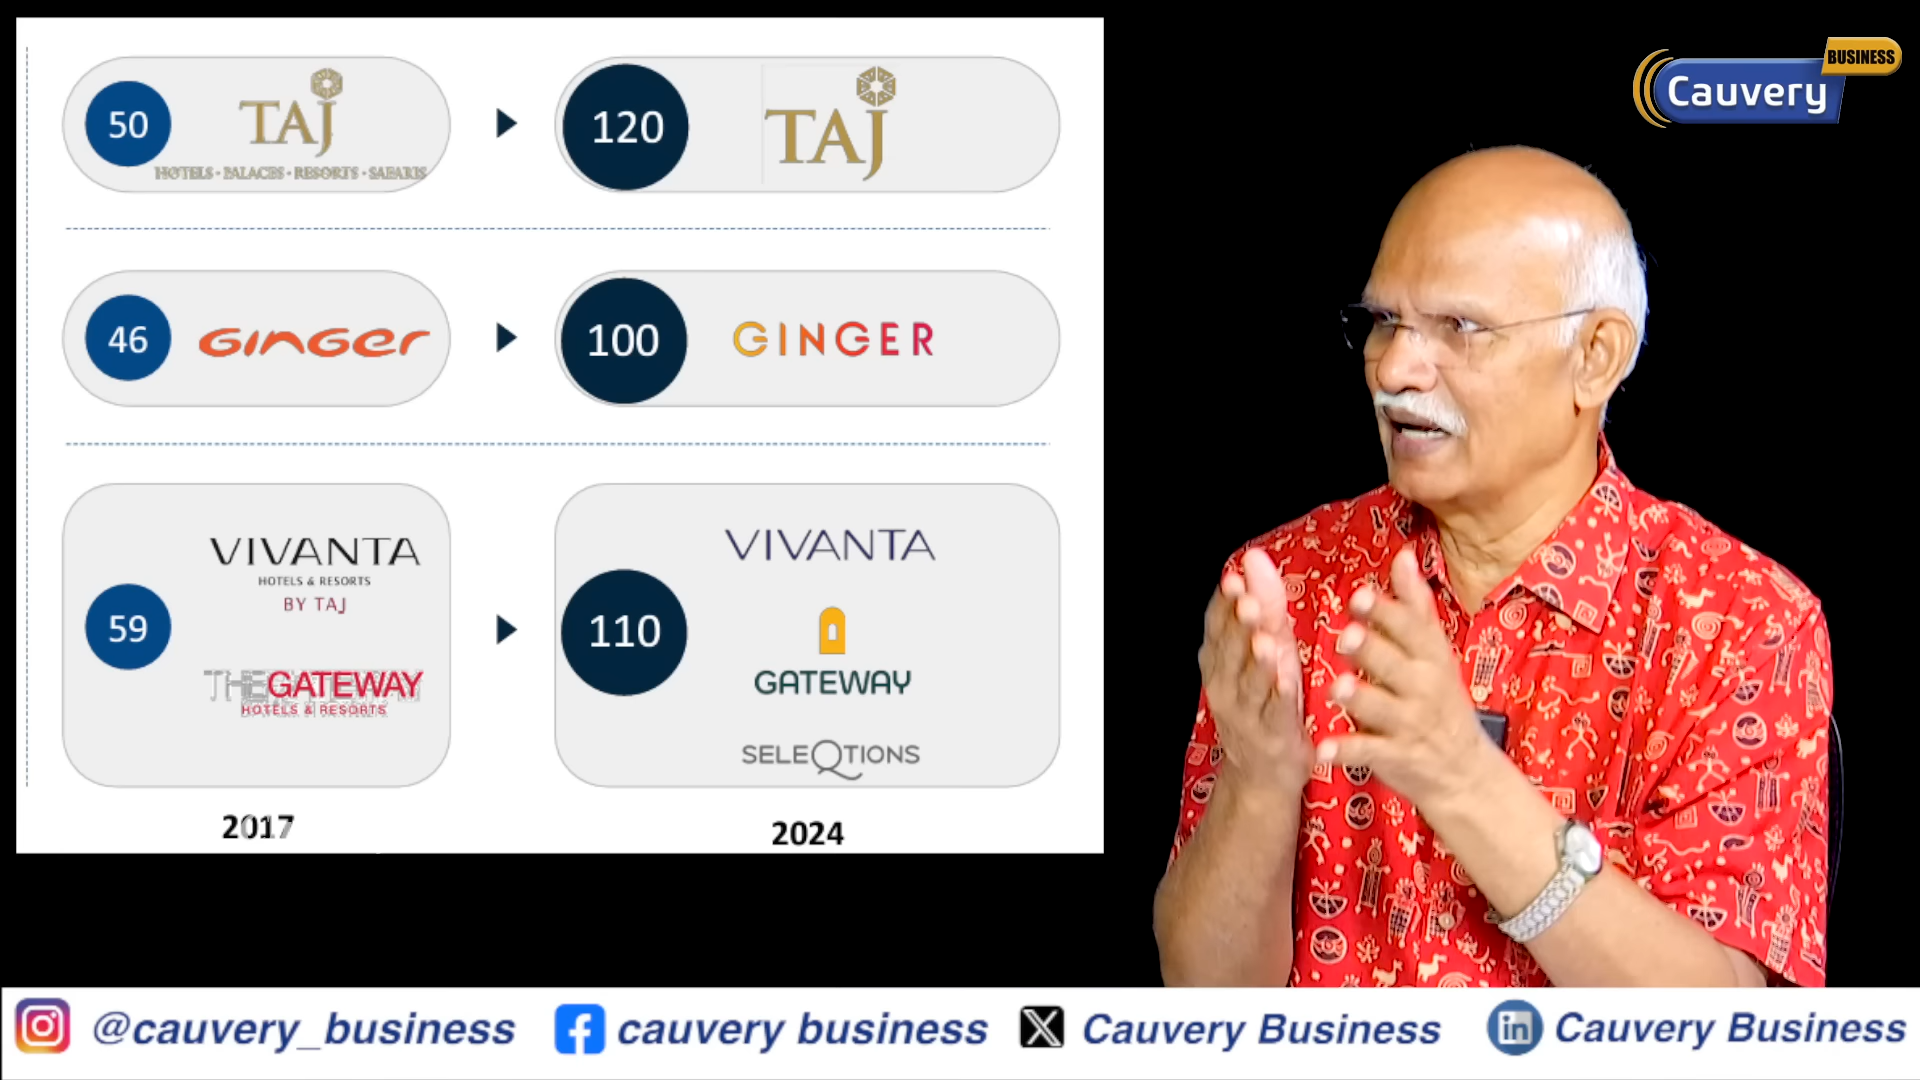 50
TAJ
HOTELS · PALACES · RESORTS · SAFARIS
120
TAJ
46
GINGER
100
GINGER
59
VIVANTA
HOTELS & RESORTS
BY TAJ
THE GATEWAY
HOTELS & RESORTS
110
VIVANTA
GATEWAY
SELEQTIONS
2017
2024
BUSINESS
Cauvery
@cauvery_business
cauvery business
Cauvery Business
Cauvery Business